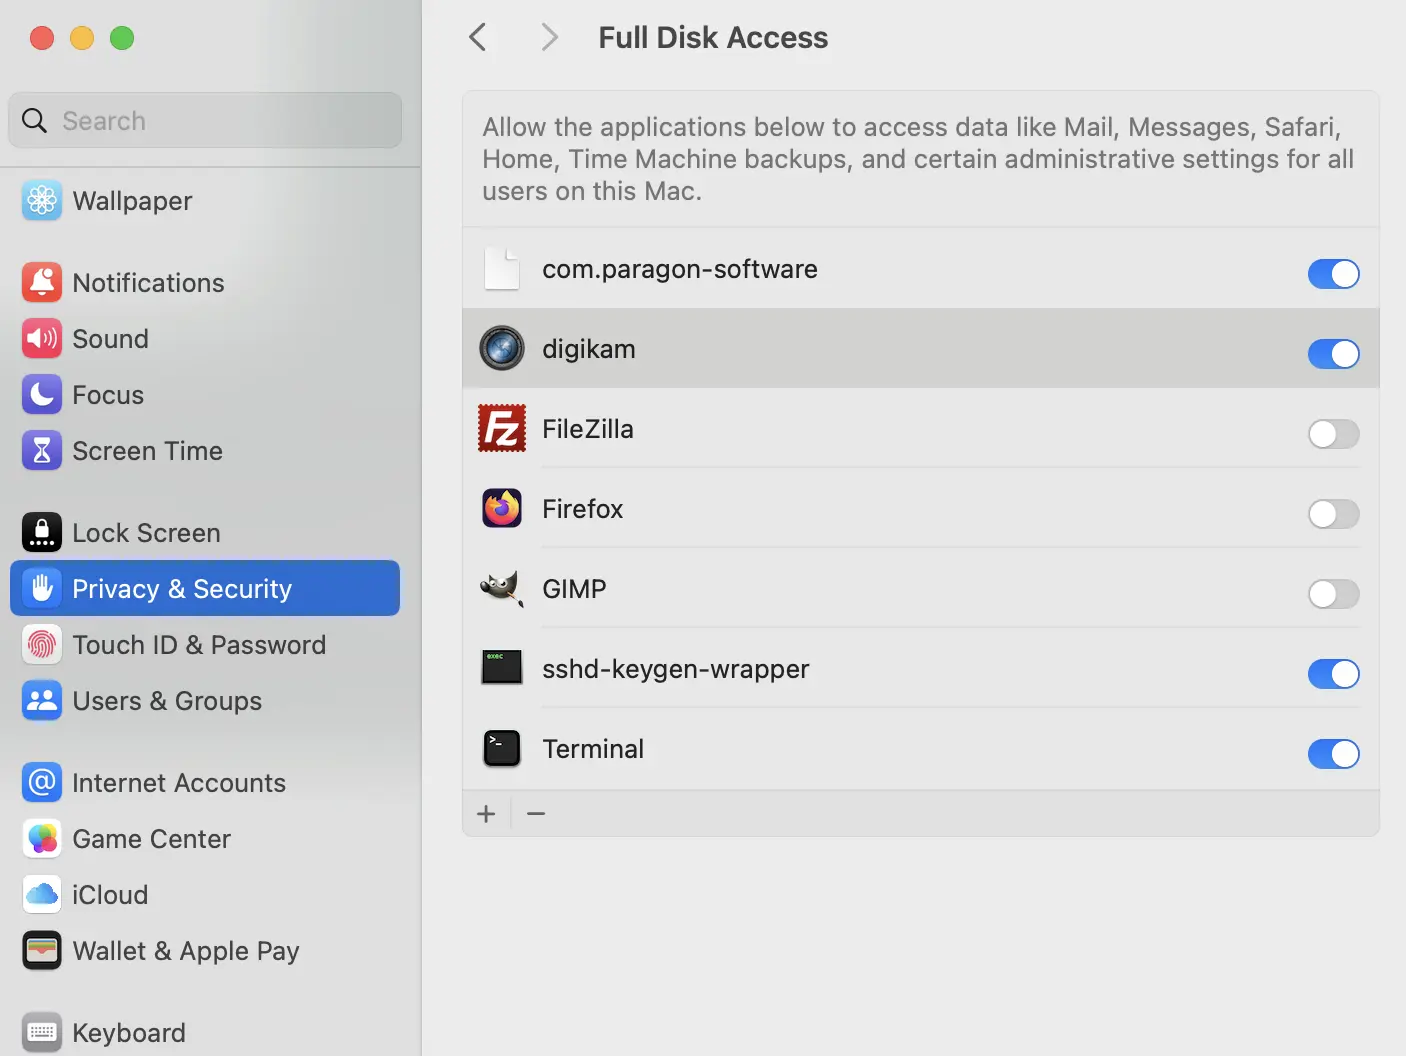 Search
Wallpaper
Notifications
Sound
Focus
Screen Time
Lock Screen
Privacy & Security
Touch ID & Password
Users & Groups
Internet Accounts
Game Center
iCloud
Wallet & Apple Pay
Keyboard
Full Disk Access
Allow the applications below to access data like Mail, Messages, Safari,
Home, Time Machine backups, and certain administrative settings for all
users on this Mac.
com.paragon-software
digikam
Fz
FileZilla
Firefox
GIMP
exec
sshd-keygen-wrapper
Terminal